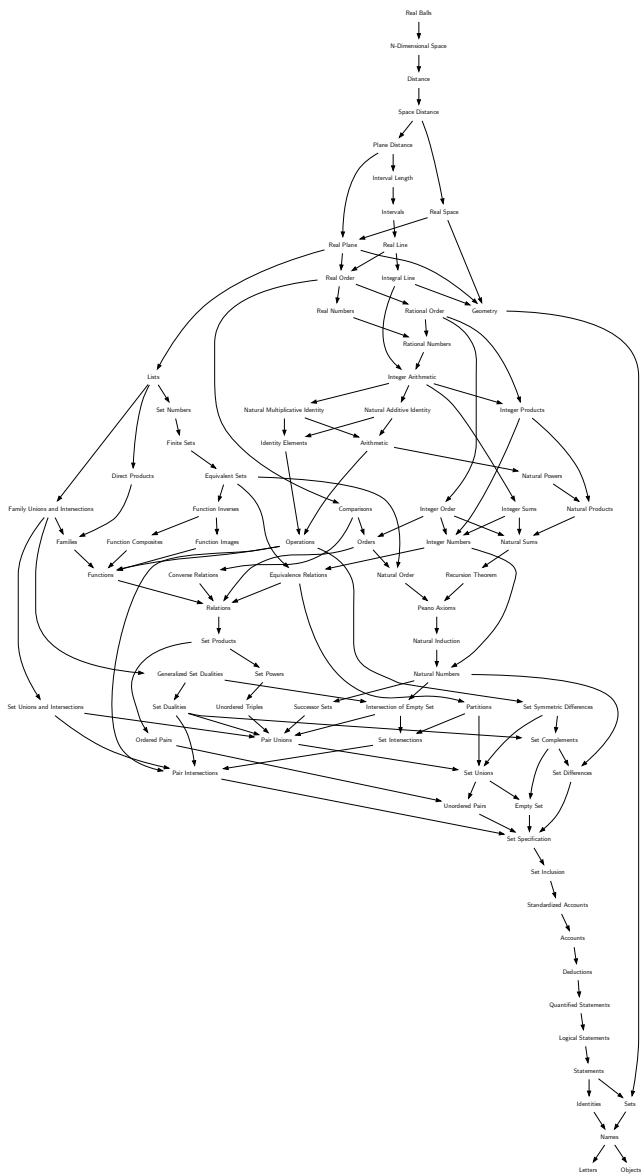 Real Balls
N-Dimensional Space
Distance
Space Distance
Plane Distance
Interval Length
Intervals
Real Space
Real Plane
Real Line
Real Order
Integral Line
Real Numbers
Rational Order
Geometry
Rational Numbers
Lists
Integer Arithmetic
Set Numbers
Natural Multiplicative Identity
Natural Additive Identity
Integer Products
Finite Sets
Identity Elements
Arithmetic
Direct Products
Equivalent Sets
Natural Powers
Family Unions and Intersections
Function Inverses
Comparisons
Integer Order
Integer Sums
Natural Products
Families
Function Composites
Function Images
Operations
Orders
Integer Numbers
Natural Sums
Functions
Converse Relations
Equivalence Relations
Natural Order
Recursion Theorem
Relations
Peano Axioms
Set Products
Natural Induction
Generalized Set Dualities
Set Powers
Natural Numbers
Set Unions and Intersections
Set Dualities
Unordered Triples
Successor Sets
Intersection of Empty Set
Partitions
Set Symmetric Differences
Ordered Pairs
Pair Unions
Set Intersections
Set Complements
Pair Intersections
Set Unions
Set Differences
Unordered Pairs
Empty Set
Set Specification
Set Inclusion
Standardized Accounts
Accounts
Deductions
Quantified Statements
Logical Statements
Statements
Identities
Sets
Names
Letters
Objects